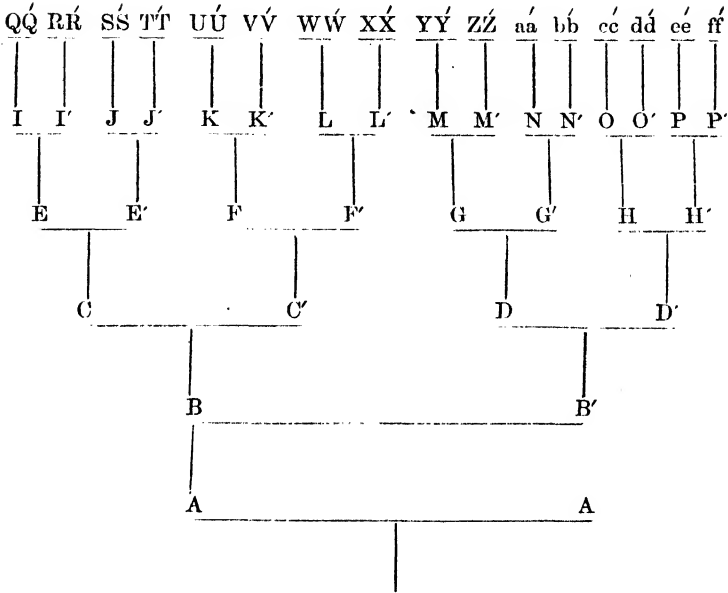 QQ́ RŔ SŚ TT́ UÚ VV́ WẂ XX́ YÝ ZŹ aá bb́ cć dd́ eé ff́
I I′ J J′ K K′ L L′ M M′ N N′ O O′ P P′
E E′ F F′ G G′ H H′
C C′ D D′
B B′
A A